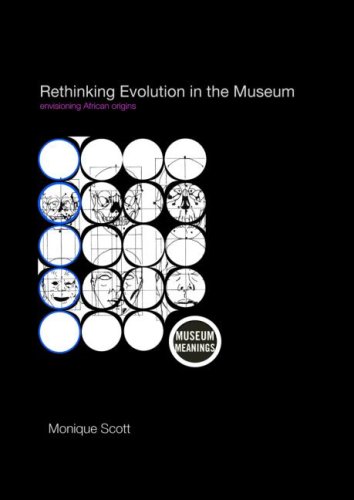 Rethinking Evolution in the Museum
envisioning African origins
MUSEUM
MEANINGS
Monique Scott